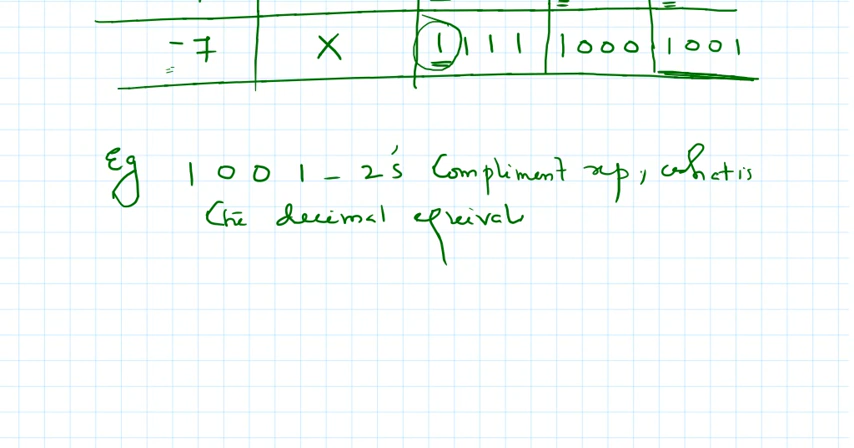 -7 X 1111 1000 1001
Eg 1001 - 2's Compliment rep, what is
the decimal equival